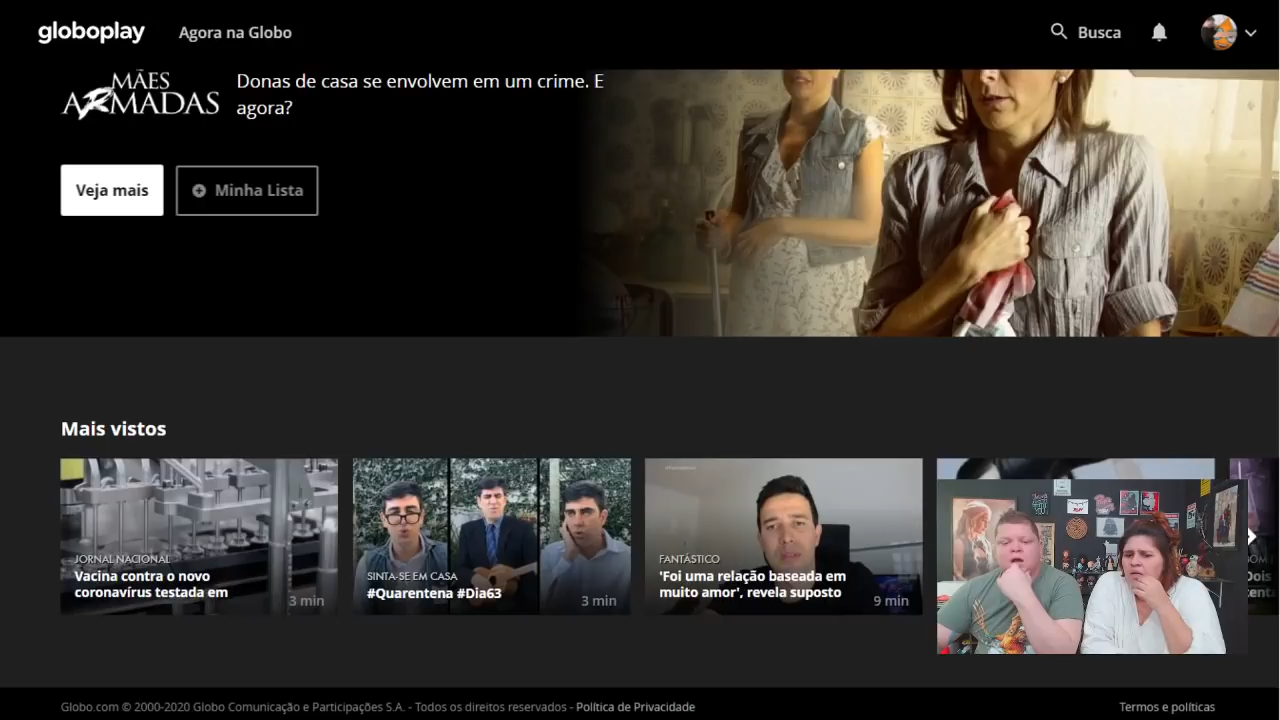 globoplay
Agora na Globo
Busca
MÃES
ARMADAS
Donas de casa se envolvem em um crime. E
agora?
Veja mais
Minha Lista
Mais vistos
JORNAL NACIONAL
Vacina contra o novo
coronavírus testada em
3 min
SINTA-SE EM CASA
#Quarentena #Dia63
3 min
FANTÁSTICO
'Foi uma relação baseada em
muito amor', revela suposto
9 min
Dois
Globo.com © 2000-2020 Globo Comunicação e Participações S.A. - Todos os direitos reservados - Política de Privacidade
Termos e políticas